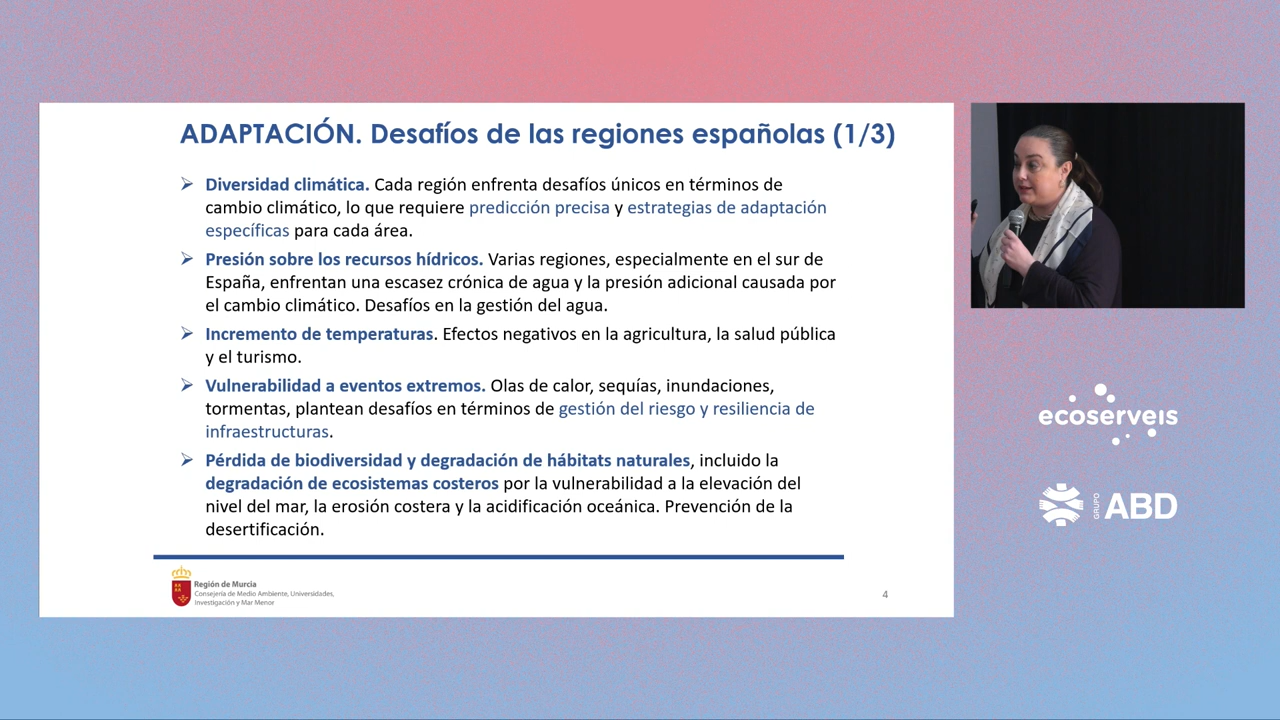 ADAPTACIÓN. Desafíos de las regiones españolas (1/3)
➢ Diversidad climática. Cada región enfrenta desafíos únicos en términos de
cambio climático, lo que requiere predicción precisa y estrategias de adaptación
específicas para cada área.
➢ Presión sobre los recursos hídricos. Varias regiones, especialmente en el sur de
España, enfrentan una escasez crónica de agua y la presión adicional causada por
el cambio climático. Desafíos en la gestión del agua.
➢ Incremento de temperaturas. Efectos negativos en la agricultura, la salud pública
y el turismo.
➢ Vulnerabilidad a eventos extremos. Olas de calor, sequías, inundaciones,
tormentas, plantean desafíos en términos de gestión del riesgo y resiliencia de
infraestructuras.
➢ Pérdida de biodiversidad y degradación de hábitats naturales, incluido la
degradación de ecosistemas costeros por la vulnerabilidad a la elevación del
nivel del mar, la erosión costera y la acidificación oceánica. Prevención de la
desertificación.
Región de Murcia
Consejería de Medio Ambiente, Universidades,
Investigación y Mar Menor
4
ecoserveis
GRUPO ABD